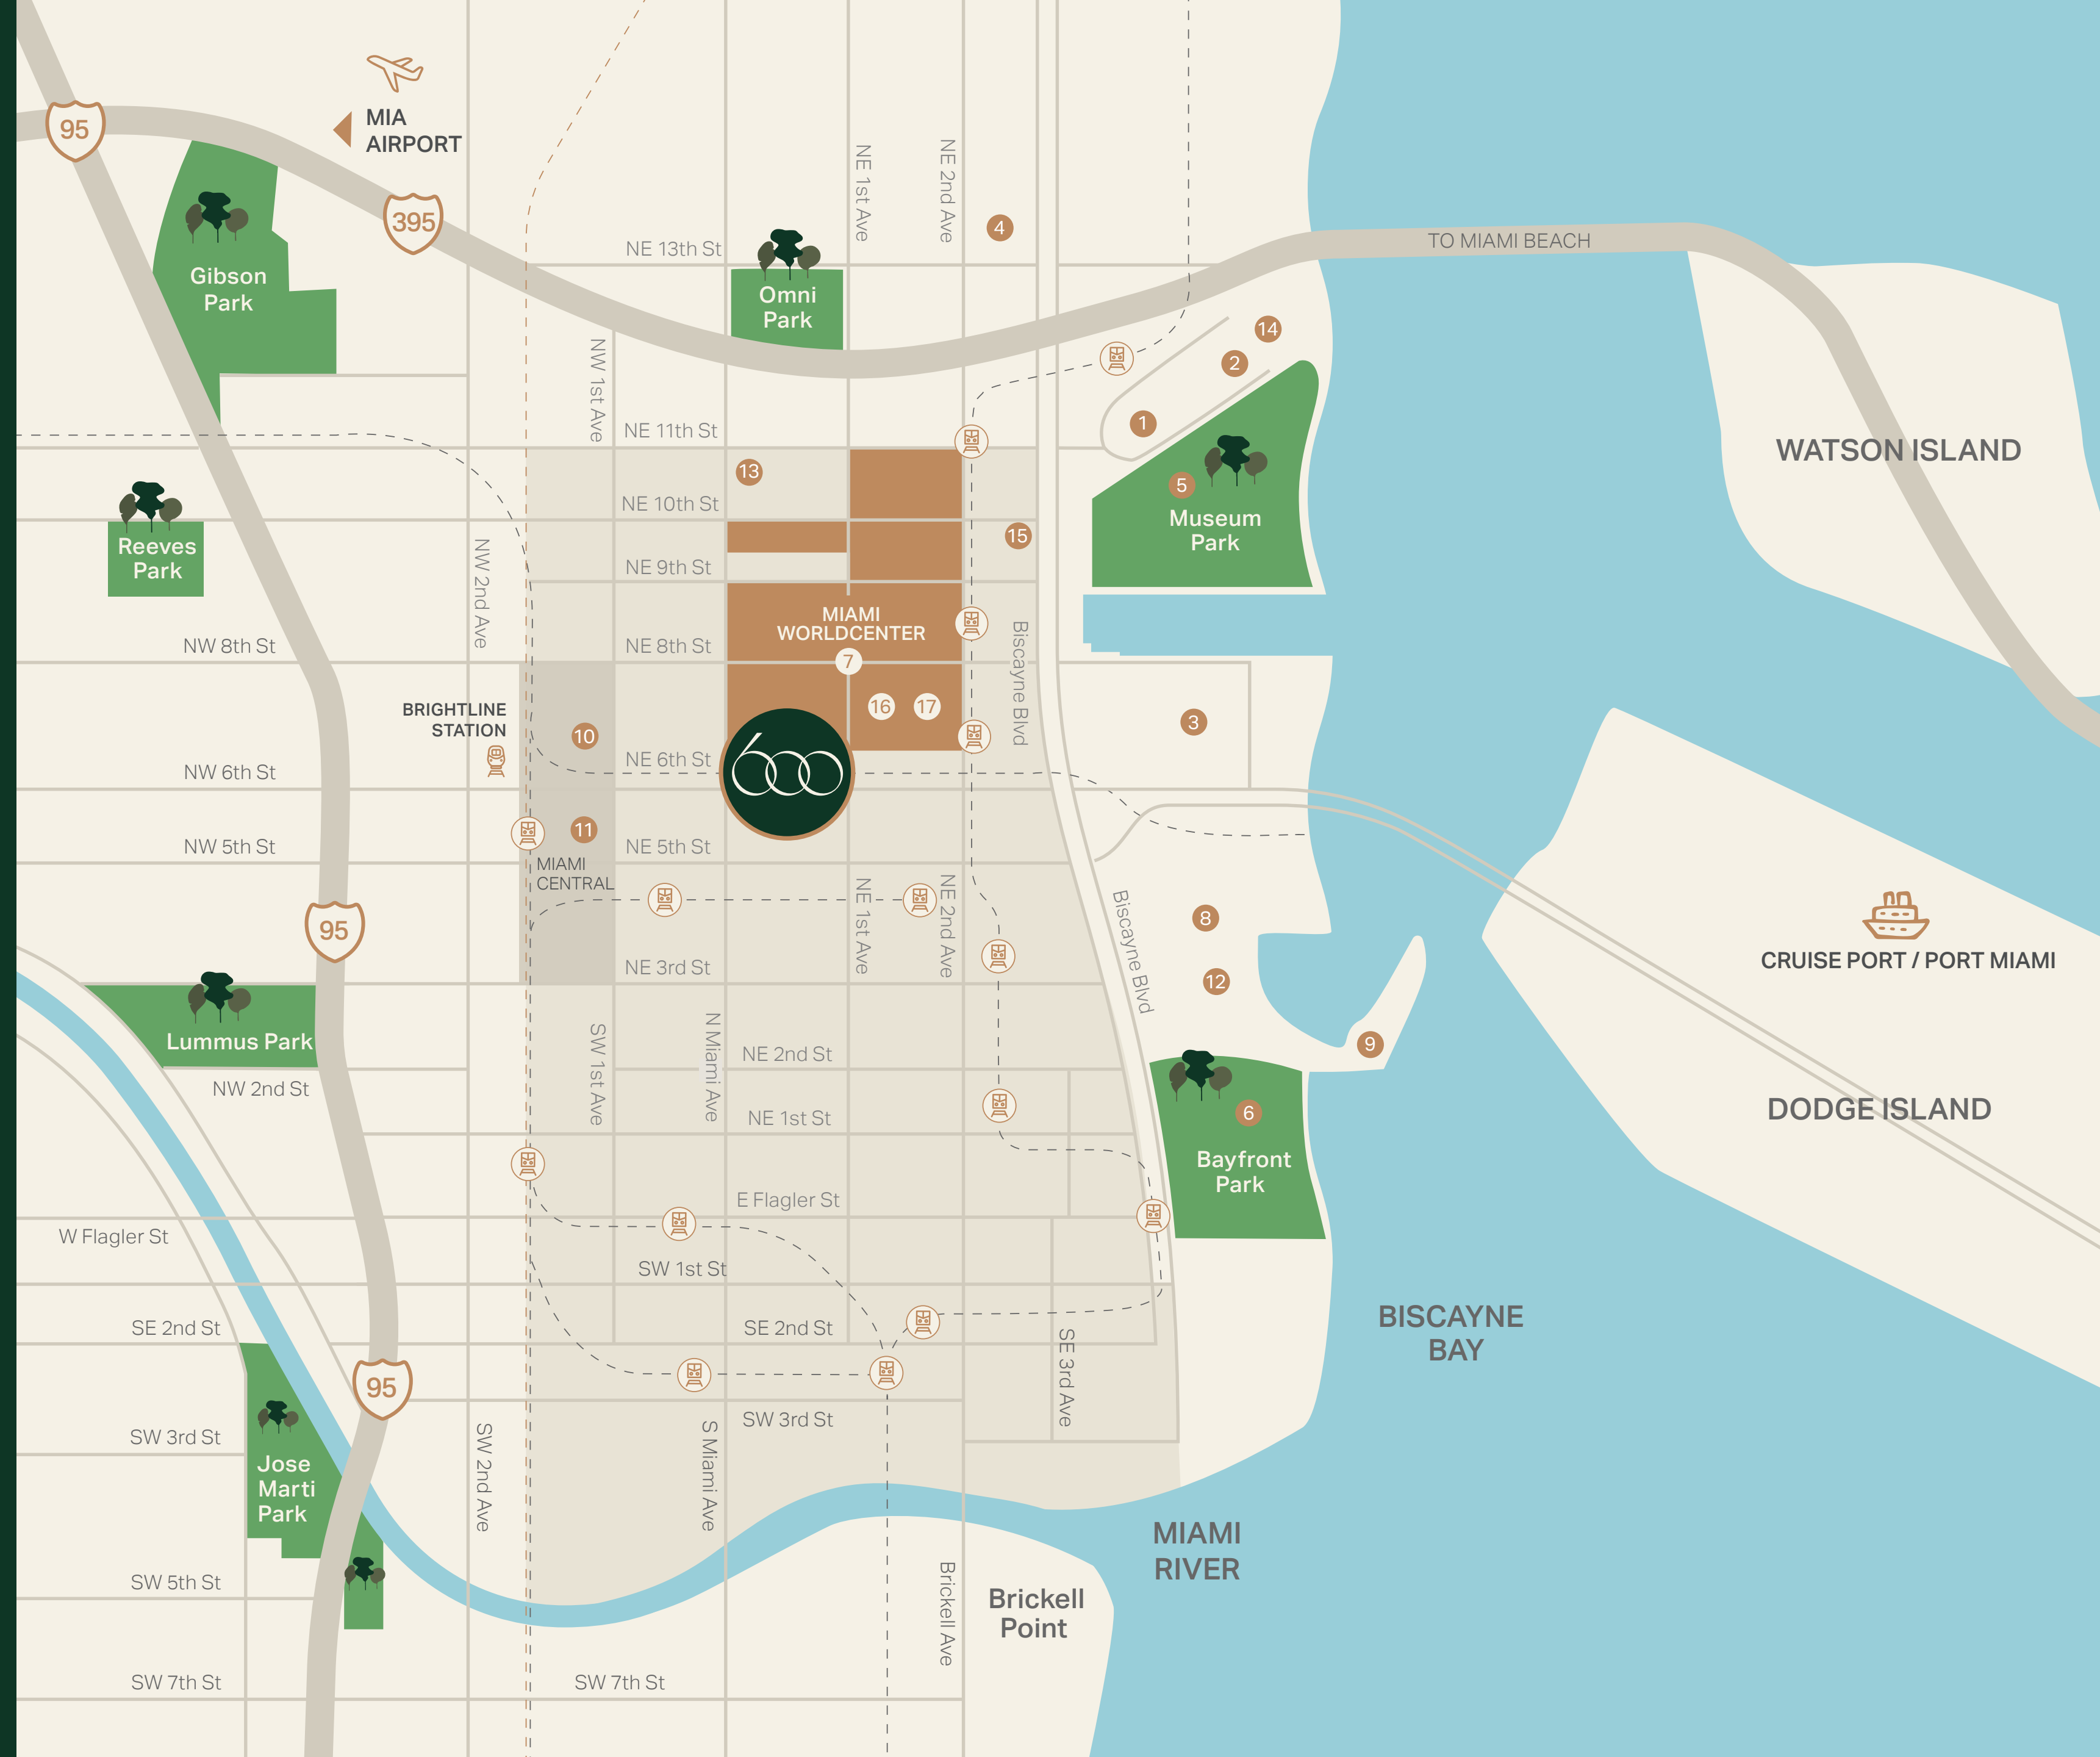 MIA
AIRPORT
95
395
Gibson
Park
NE 13th St
NE 1st Ave
NE 2nd Ave
4
Omni
Park
TO MIAMI BEACH
14
2
1
NW 1st Ave
NE 11th St
13
WATSON ISLAND
5
Museum
Park
NE 10th St
15
Reeves
Park
NW 2nd Ave
NE 9th St
MIAMI
WORLDCENTER
NW 8th St
NE 8th St
7
Biscayne Blvd
16
17
BRIGHTLINE
STATION
10
3
NW 6th St
NE 6th St
600
11
NW 5th St
NE 5th St
MIAMI
CENTRAL
NE 1st Ave
NE 2nd Ave
Biscayne Blvd
8
95
CRUISE PORT / PORT MIAMI
NE 3rd St
12
9
Lummus Park
SW 1st Ave
N Miami Ave
NE 2nd St
NW 2nd St
NE 1st St
6
DODGE ISLAND
Bayfront
Park
E Flagler St
W Flagler St
SW 1st St
SE 2nd St
SE 2nd St
SE 3rd Ave
BISCAYNE
BAY
95
SW 3rd St
SW 3rd St
SW 2nd Ave
S Miami Ave
Jose
Marti
Park
MIAMI
RIVER
SW 5th St
Brickell Ave
Brickell
Point
SW 7th St
SW 7th St